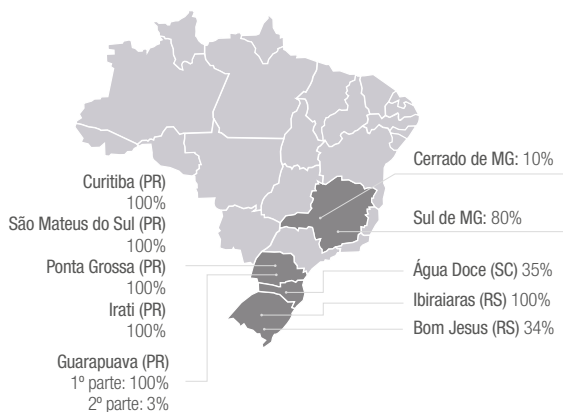 Curitiba (PR)
100%
São Mateus do Sul (PR)
100%
Ponta Grossa (PR)
100%
Irati (PR)
100%
Guarapuava (PR)
1º parte: 100%
2º parte: 3%
Cerrado de MG: 10%
Sul de MG: 80%
Água Doce (SC) 35%
Ibiraiaras (RS) 100%
Bom Jesus (RS) 34%